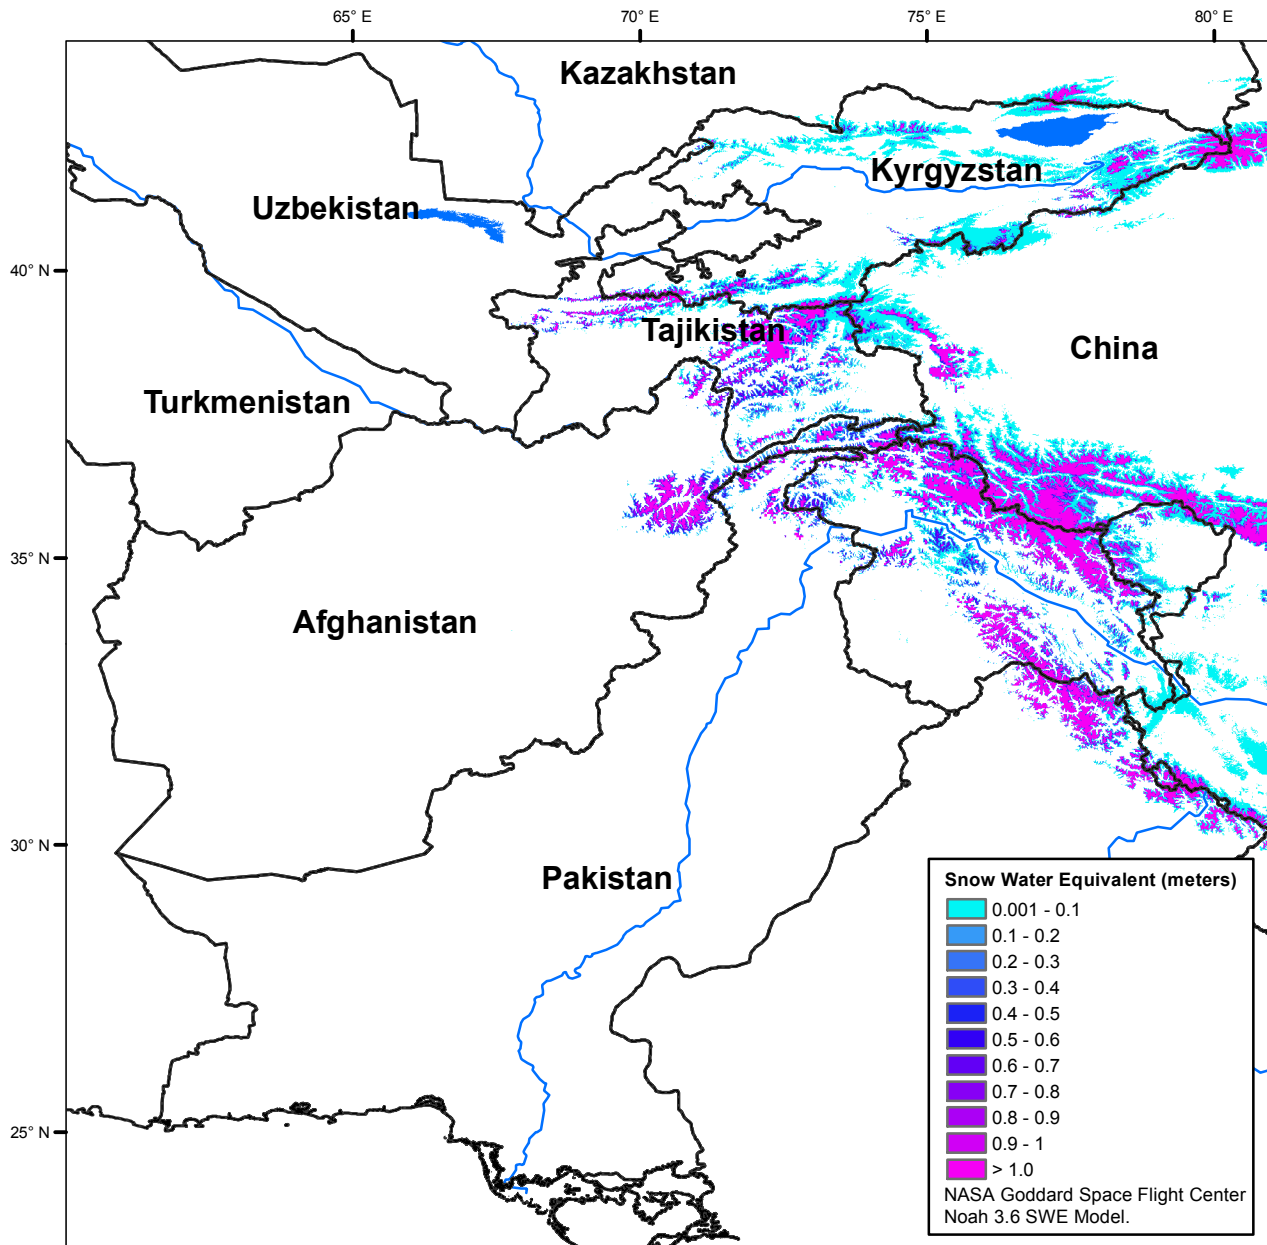 65° E 70° E 75° E 80° E
Kazakhstan
Kyrgyzstan
Uzbekistan
40° N
Tajikistan
China
Turkmenistan
35° N
Afghanistan
30° N
Pakistan
25° N
Snow Water Equivalent (meters)
0.001 - 0.1
0.1 - 0.2
0.2 - 0.3
0.3 - 0.4
0.4 - 0.5
0.5 - 0.6
0.6 - 0.7
0.7 - 0.8
0.8 - 0.9
0.9 - 1
> 1.0
NASA Goddard Space Flight Center
Noah 3.6 SWE Model.